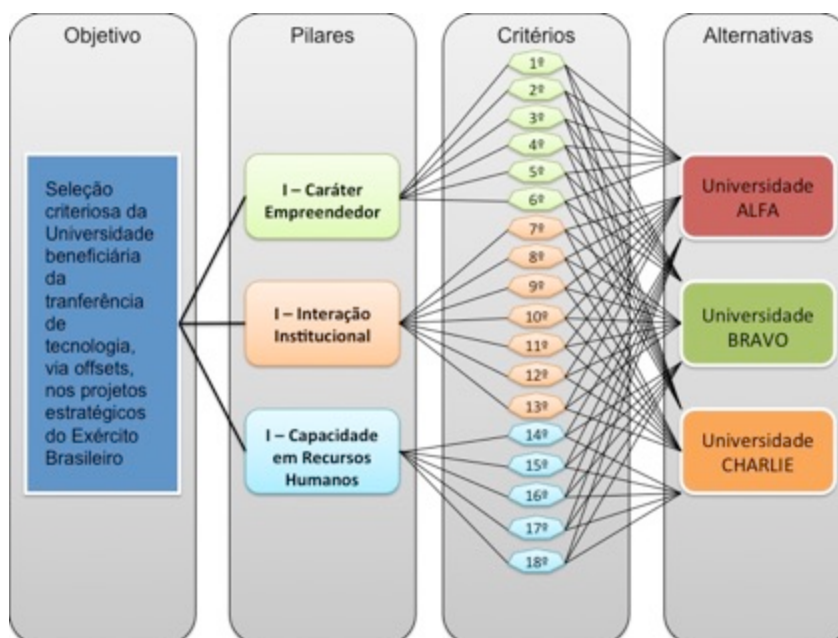 Objetivo
Pilares
Critérios
Alternativas
Seleção
criteriosa da
Universidade
beneficiária
da
tranferência
de
tecnologia,
via offsets,
nos projetos
estratégicos
do Exército
Brasileiro
I – Caráter
Empreendedor
I – Interação
Institucional
I – Capacidade
em Recursos
Humanos
1º
2º
3º
4º
5º
6º
7º
8º
9º
10º
11º
12º
13º
14º
15º
16º
17º
18º
Universidade
ALFA
Universidade
BRAVO
Universidade
CHARLIE